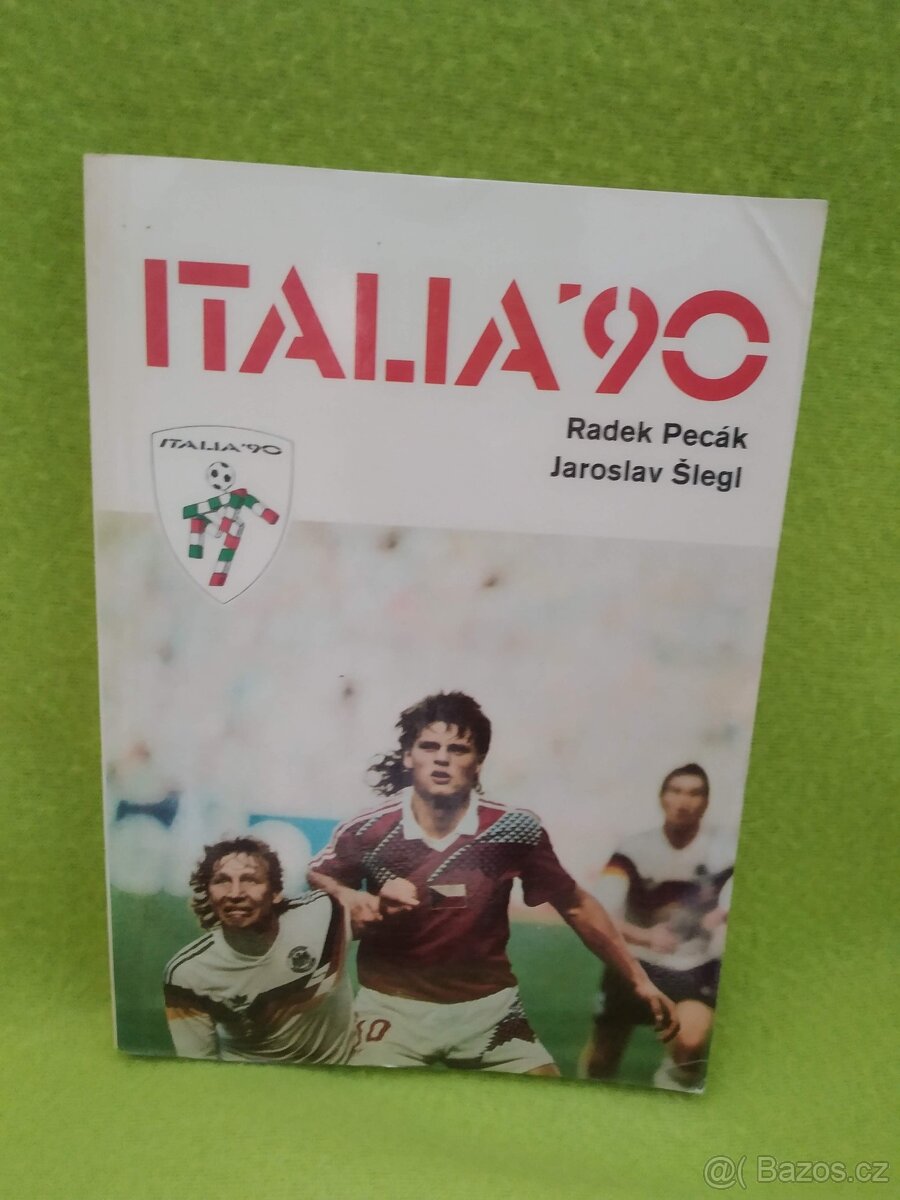 ITALIA'90
Radek Pecák
Jaroslav Šlegl
ITALIA'90
10
@( Bazos.cz